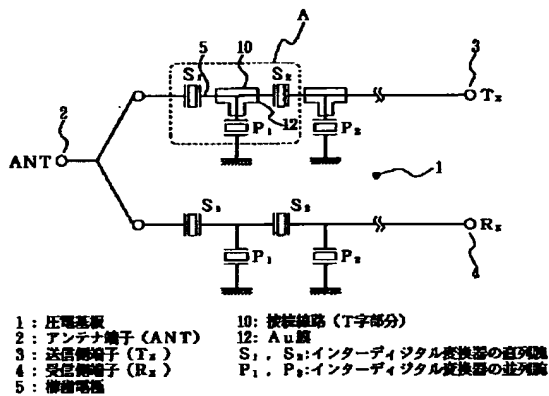 A
5
10
S₁
S₂
3
Tx
12
P₁
P₂
2
ANT
1
S₁
S₂
Rx
P₁
P₂
4
1：圧電基板
2：アンテナ端子（ANT）
3：送信側端子（Tx）
4：受信側端子（Rx）
5：櫛歯電極
10：接続線路（T字部分）
12：Au膜
S₁，S₂：インターディジタル変換器の直列腕
P₁，P₂：インターディジタル変換器の並列腕